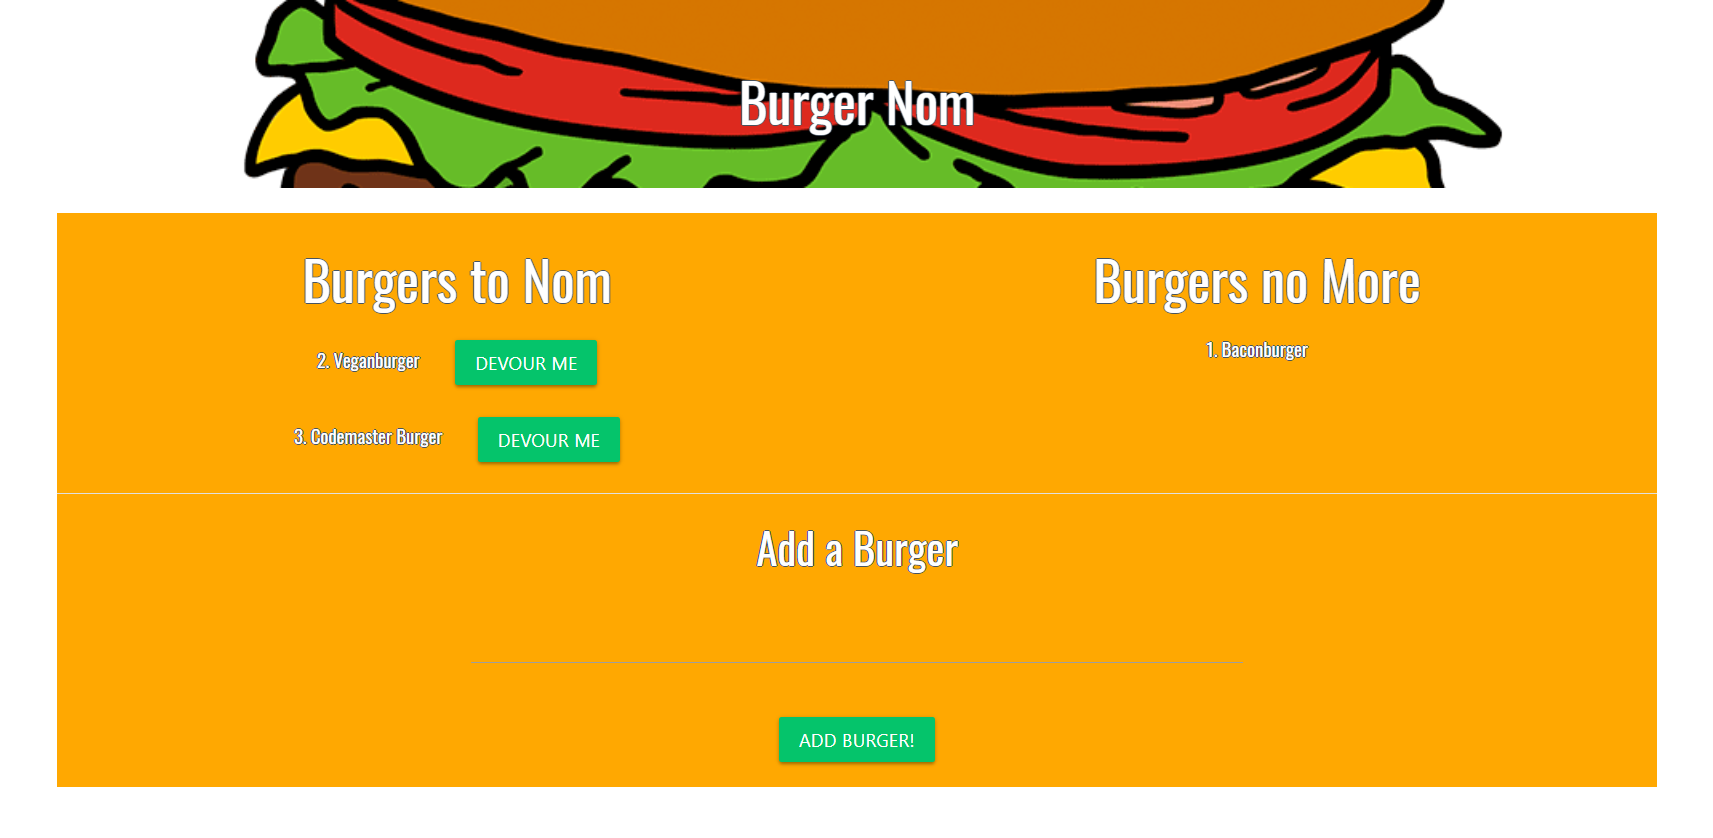 Burger Nom
Burgers to Nom
2. Veganburger DEVOUR ME
3. Codemaster Burger DEVOUR ME
Burgers no More
1. Baconburger
Add a Burger
ADD BURGER!